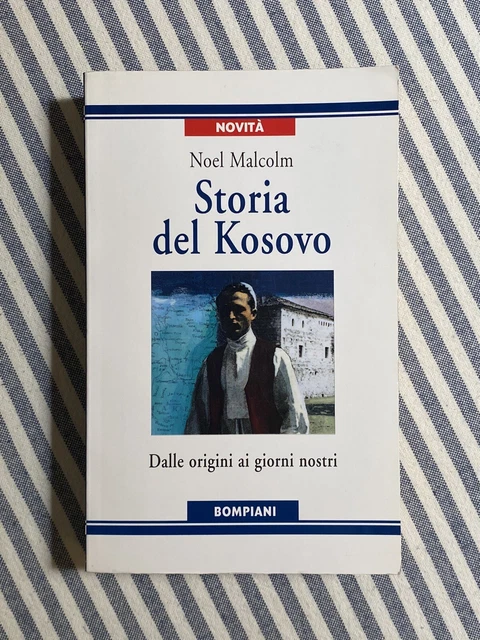 NOVITÀ
Noel Malcolm
Storia
del Kosovo
Dalle origini ai giorni nostri
BOMPIANI